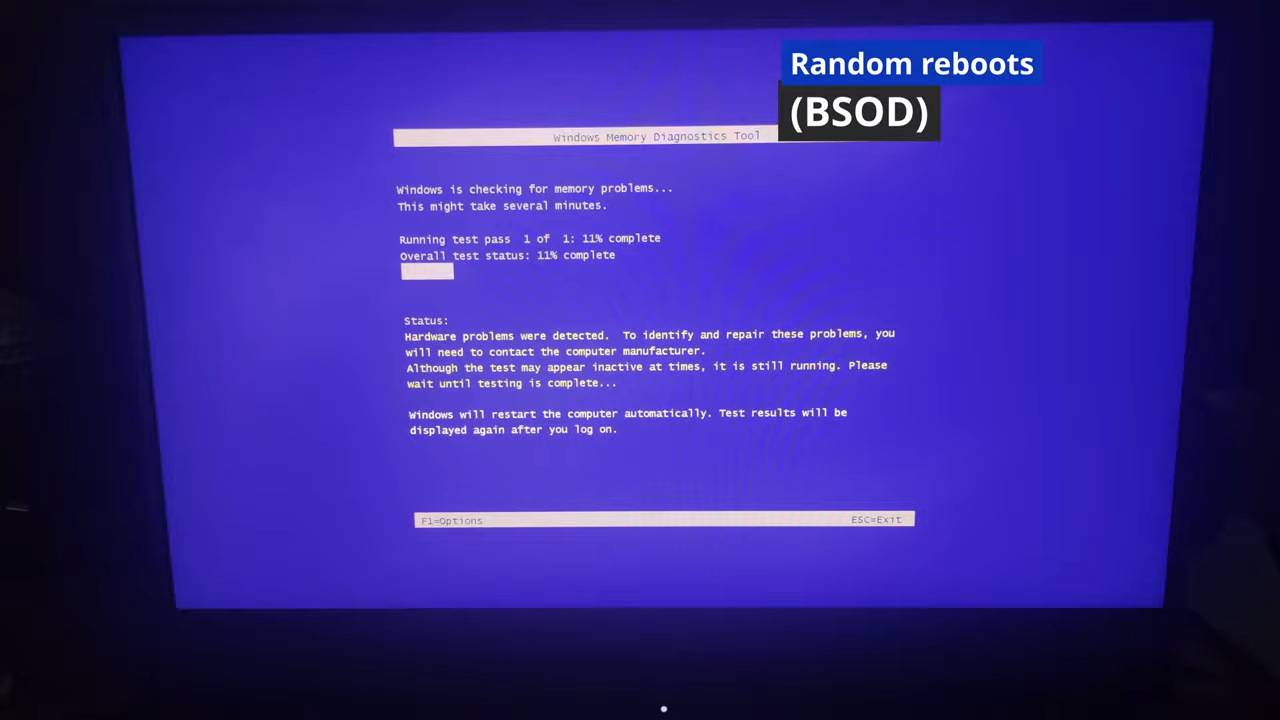 Random reboots
(BSOD)
Windows Memory Diagnostics Tool
Windows is checking for memory problems...
This might take several minutes.
Running test pass  1 of  1: 11% complete
Overall test status: 11% complete
Status:
Hardware problems were detected.  To identify and repair these problems, you
will need to contact the computer manufacturer.
Although the test may appear inactive at times, it is still running. Please
wait until testing is complete...
Windows will restart the computer automatically. Test results will be
displayed again after you log on.
F1=Options ESC=Exit